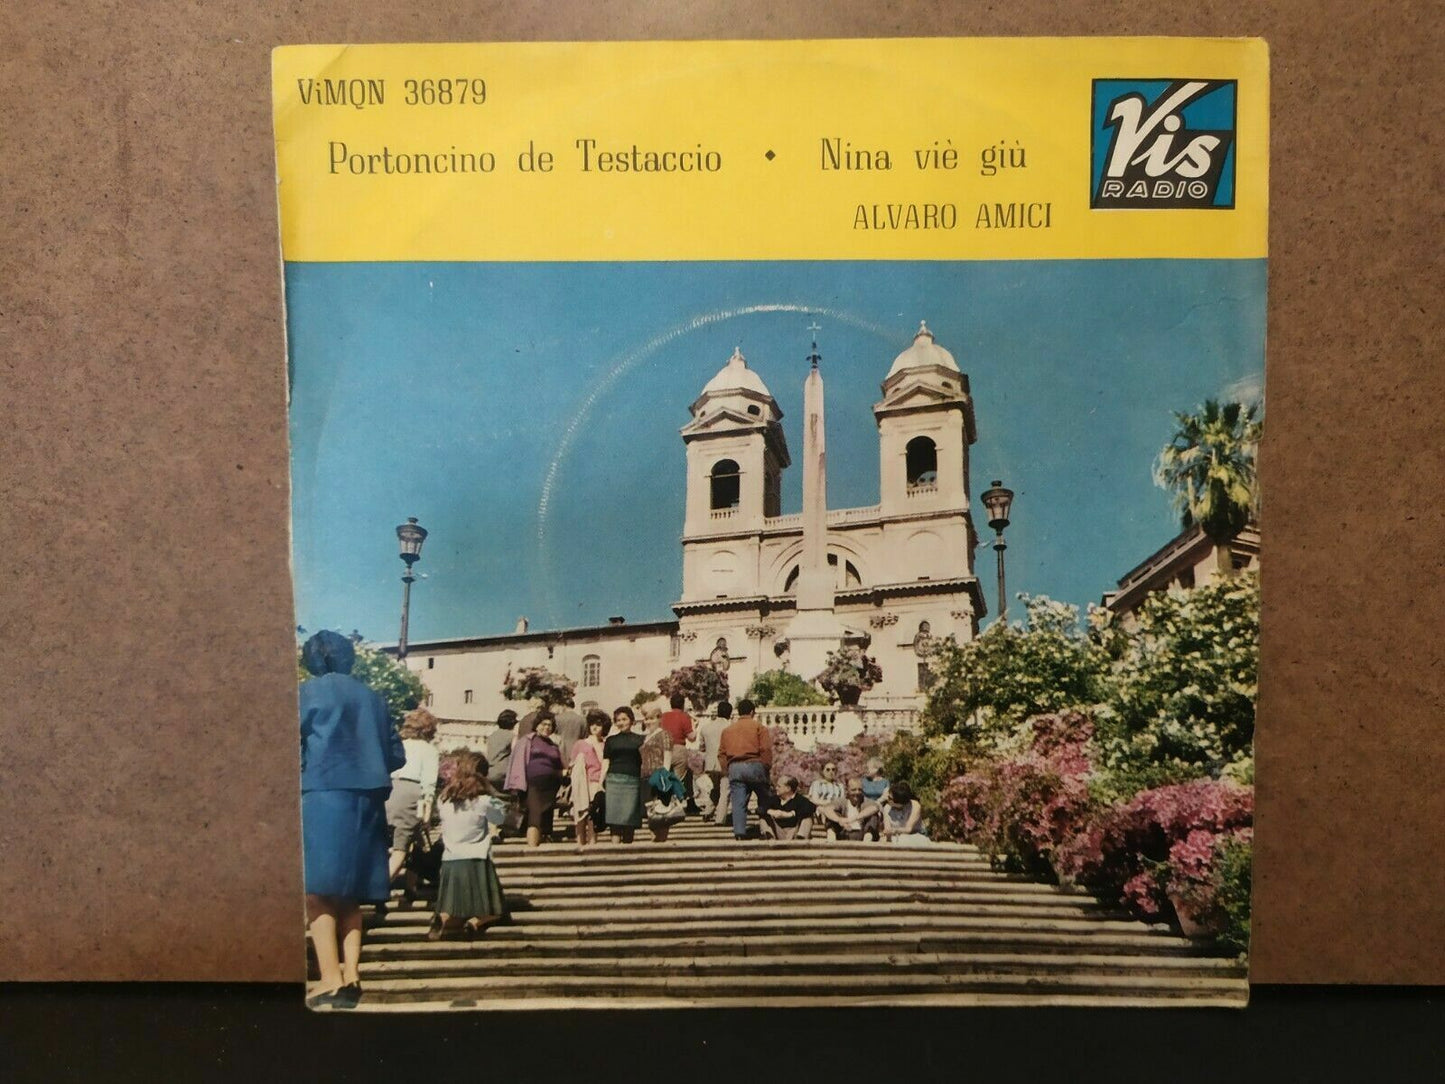 ViMQN 36879
Portoncino de Testaccio • Nina viè giù
ALVARO AMICI
Vis
RADIO